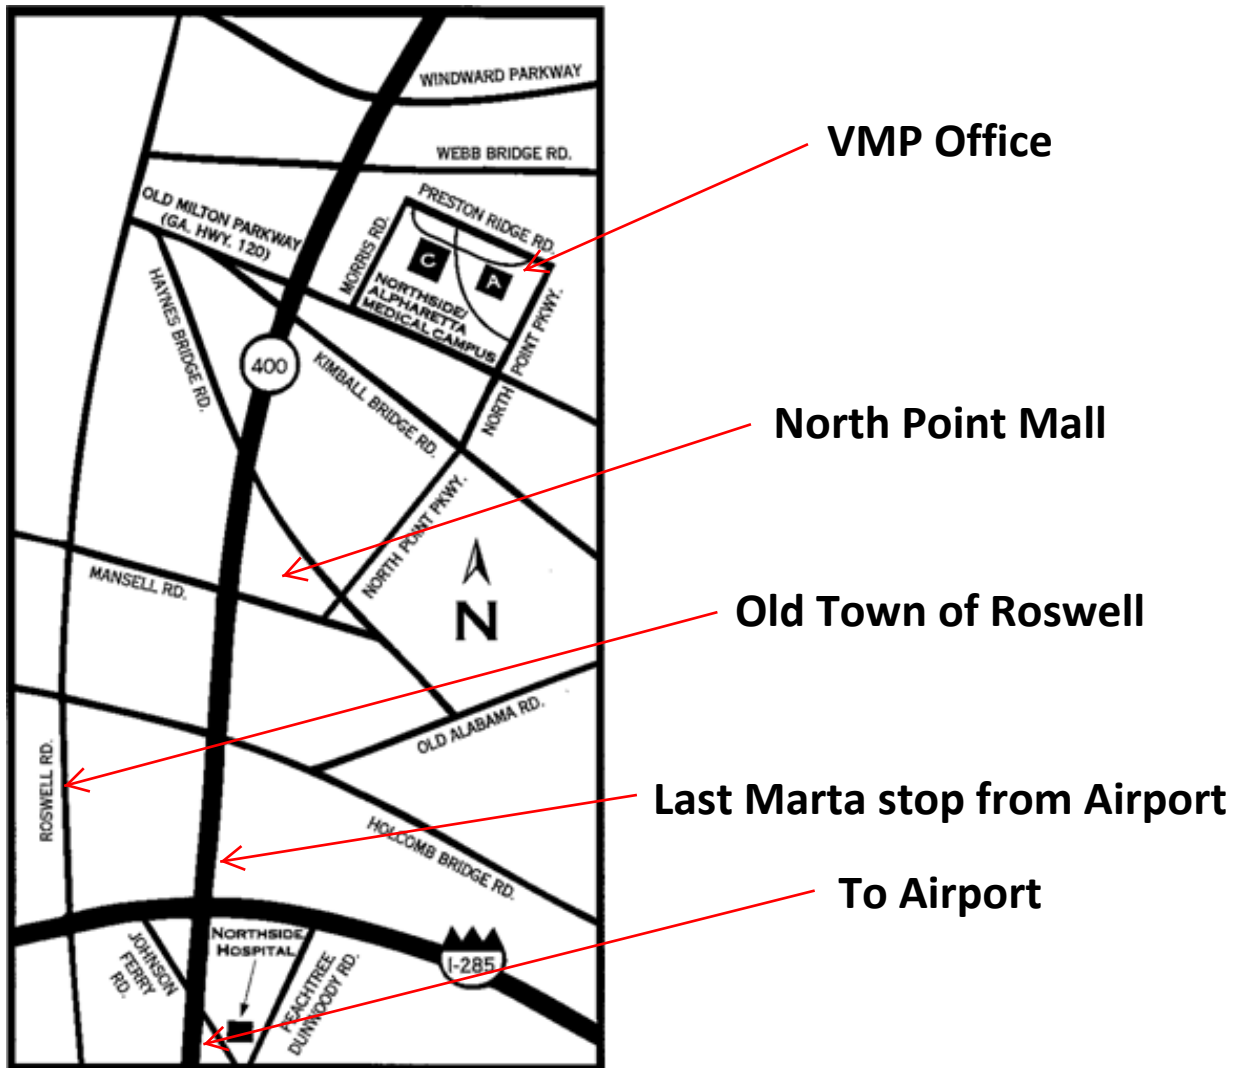 WINDWARD PARKWAY
WEBB BRIDGE RD.
VMP Office
PRESTON RIDGE RD.
OLD MILTON PARKWAY
(GA. HWY. 120)
MORRIS RD.
C
A
NORTHSIDE/
ALPHARETTA
MEDICAL CAMPUS
HAYNES BRIDGE RD.
400
KIMBALL BRIDGE RD.
NORTH POINT PKWY.
North Point Mall
NORTH POINT PKWY.
MANSELL RD.
N
Old Town of Roswell
OLD ALABAMA RD.
ROSWELL RD.
Last Marta stop from Airport
HOLCOMB BRIDGE RD.
To Airport
JOHNSON
FERRY
RD.
NORTHSIDE
HOSPITAL
PEACHTREE
DUNWOODY RD.
I-285